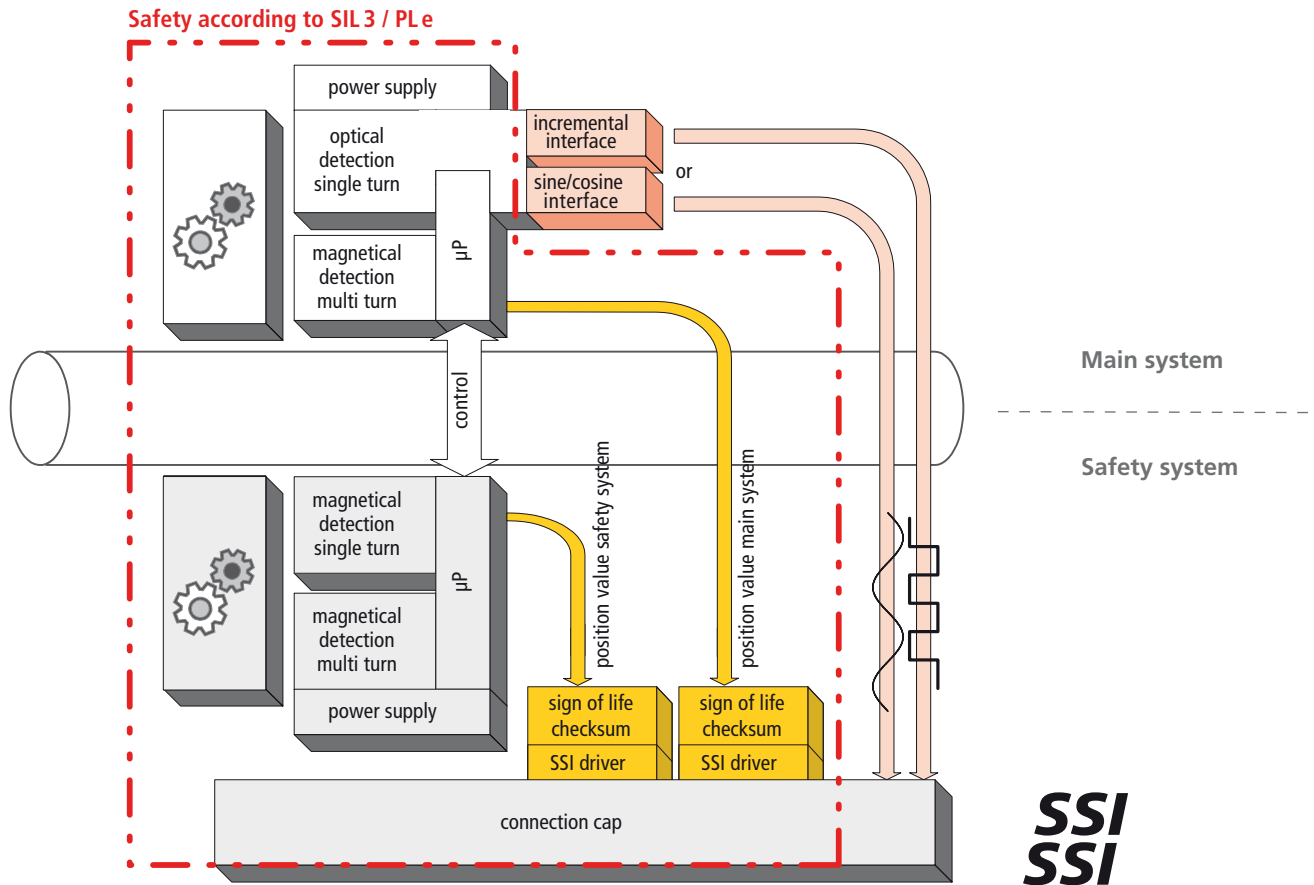 Safety according to SIL 3 / PL e
power supply
optical
detection
single turn
magnetical
detection
multi turn
µP
incremental
interface
or
sine/cosine
interface
control
Main system
Safety system
magnetical
detection
single turn
magnetical
detection
multi turn
µP
power supply
position value safety system
position value main system
sign of life
checksum
SSI driver
sign of life
checksum
SSI driver
connection cap
SSI
SSI